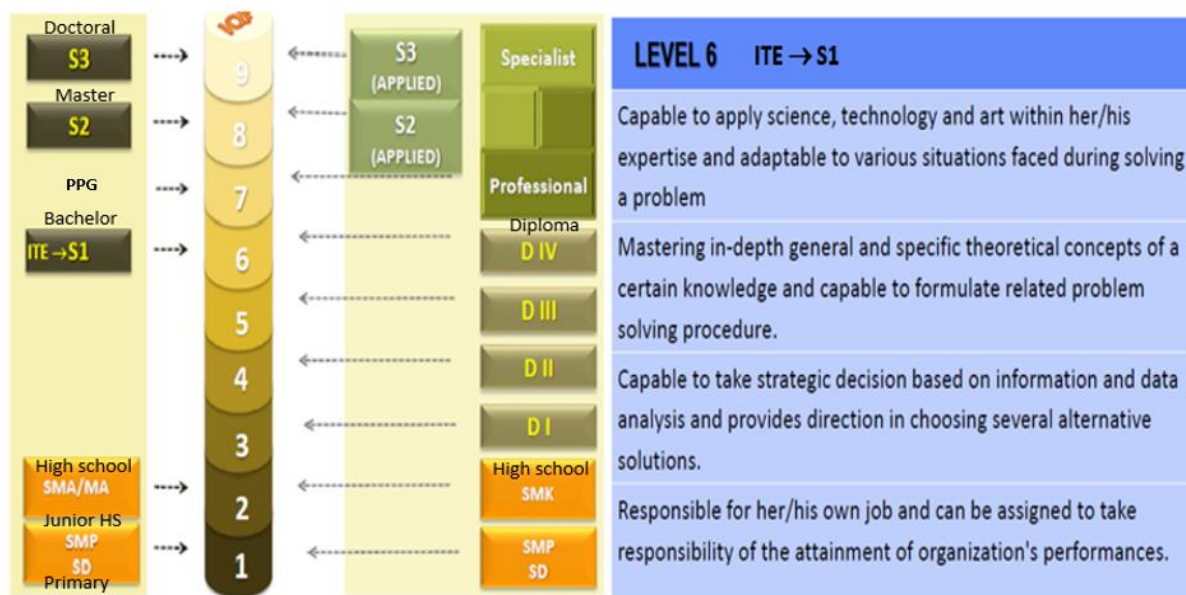 Doctoral
S3
Master
S2
PPG
Bachelor
ITE → S1
High school
SMA/MA
Junior HS
SMP
SD
Primary
9
8
7
6
5
4
3
2
1
S3
(APPLIED)
S2
(APPLIED)
Specialist
Professional
Diploma
D IV
D III
D II
D I
High school
SMK
SMP
SD
LEVEL 6 ITE → S1
Capable to apply science, technology and art within her/his
expertise and adaptable to various situations faced during solving
a problem
Mastering in-depth general and specific theoretical concepts of a
certain knowledge and capable to formulate related problem
solving procedure.
Capable to take strategic decision based on information and data
analysis and provides direction in choosing several alternative
solutions.
Responsible for her/his own job and can be assigned to take
responsibility of the attainment of organization's performances.